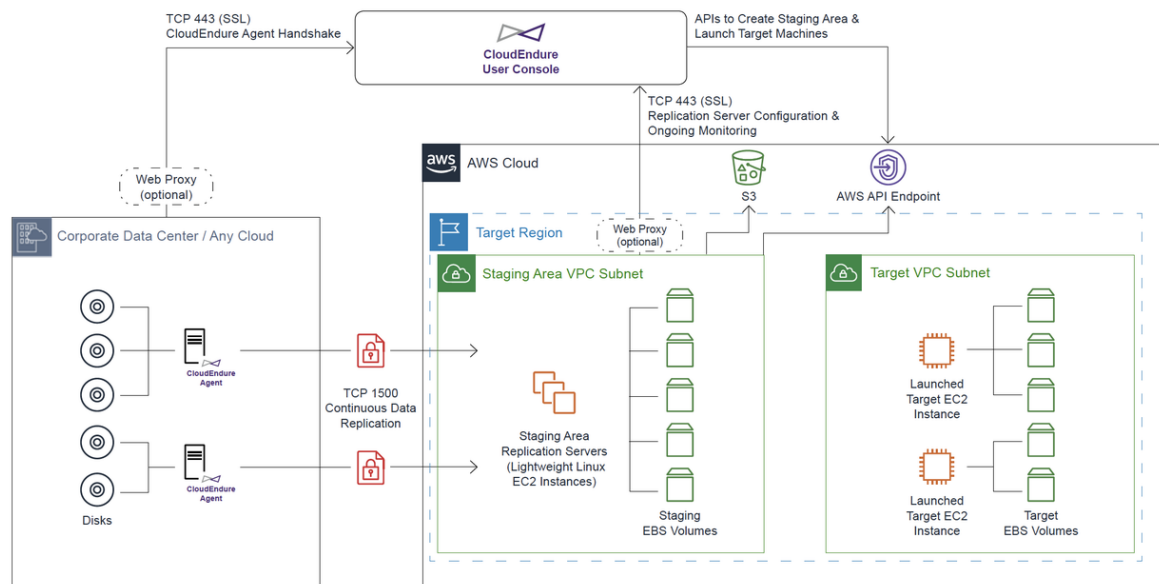 TCP 443 (SSL)
CloudEndure Agent Handshake
CloudEndure
User Console
APIs to Create Staging Area &
Launch Target Machines
TCP 443 (SSL)
Replication Server Configuration &
Ongoing Monitoring
Web Proxy
(optional)
aws
AWS Cloud
S3
AWS API Endpoint
Corporate Data Center / Any Cloud
Target Region
Web Proxy
(optional)
Staging Area VPC Subnet
Target VPC Subnet
CloudEndure
Agent
TCP 1500
Continuous Data
Replication
CloudEndure
Agent
Disks
Staging Area
Replication Servers
(Lightweight Linux
EC2 Instances)
Staging
EBS Volumes
Launched
Target EC2
Instance
Launched
Target EC2
Instance
Target
EBS Volumes